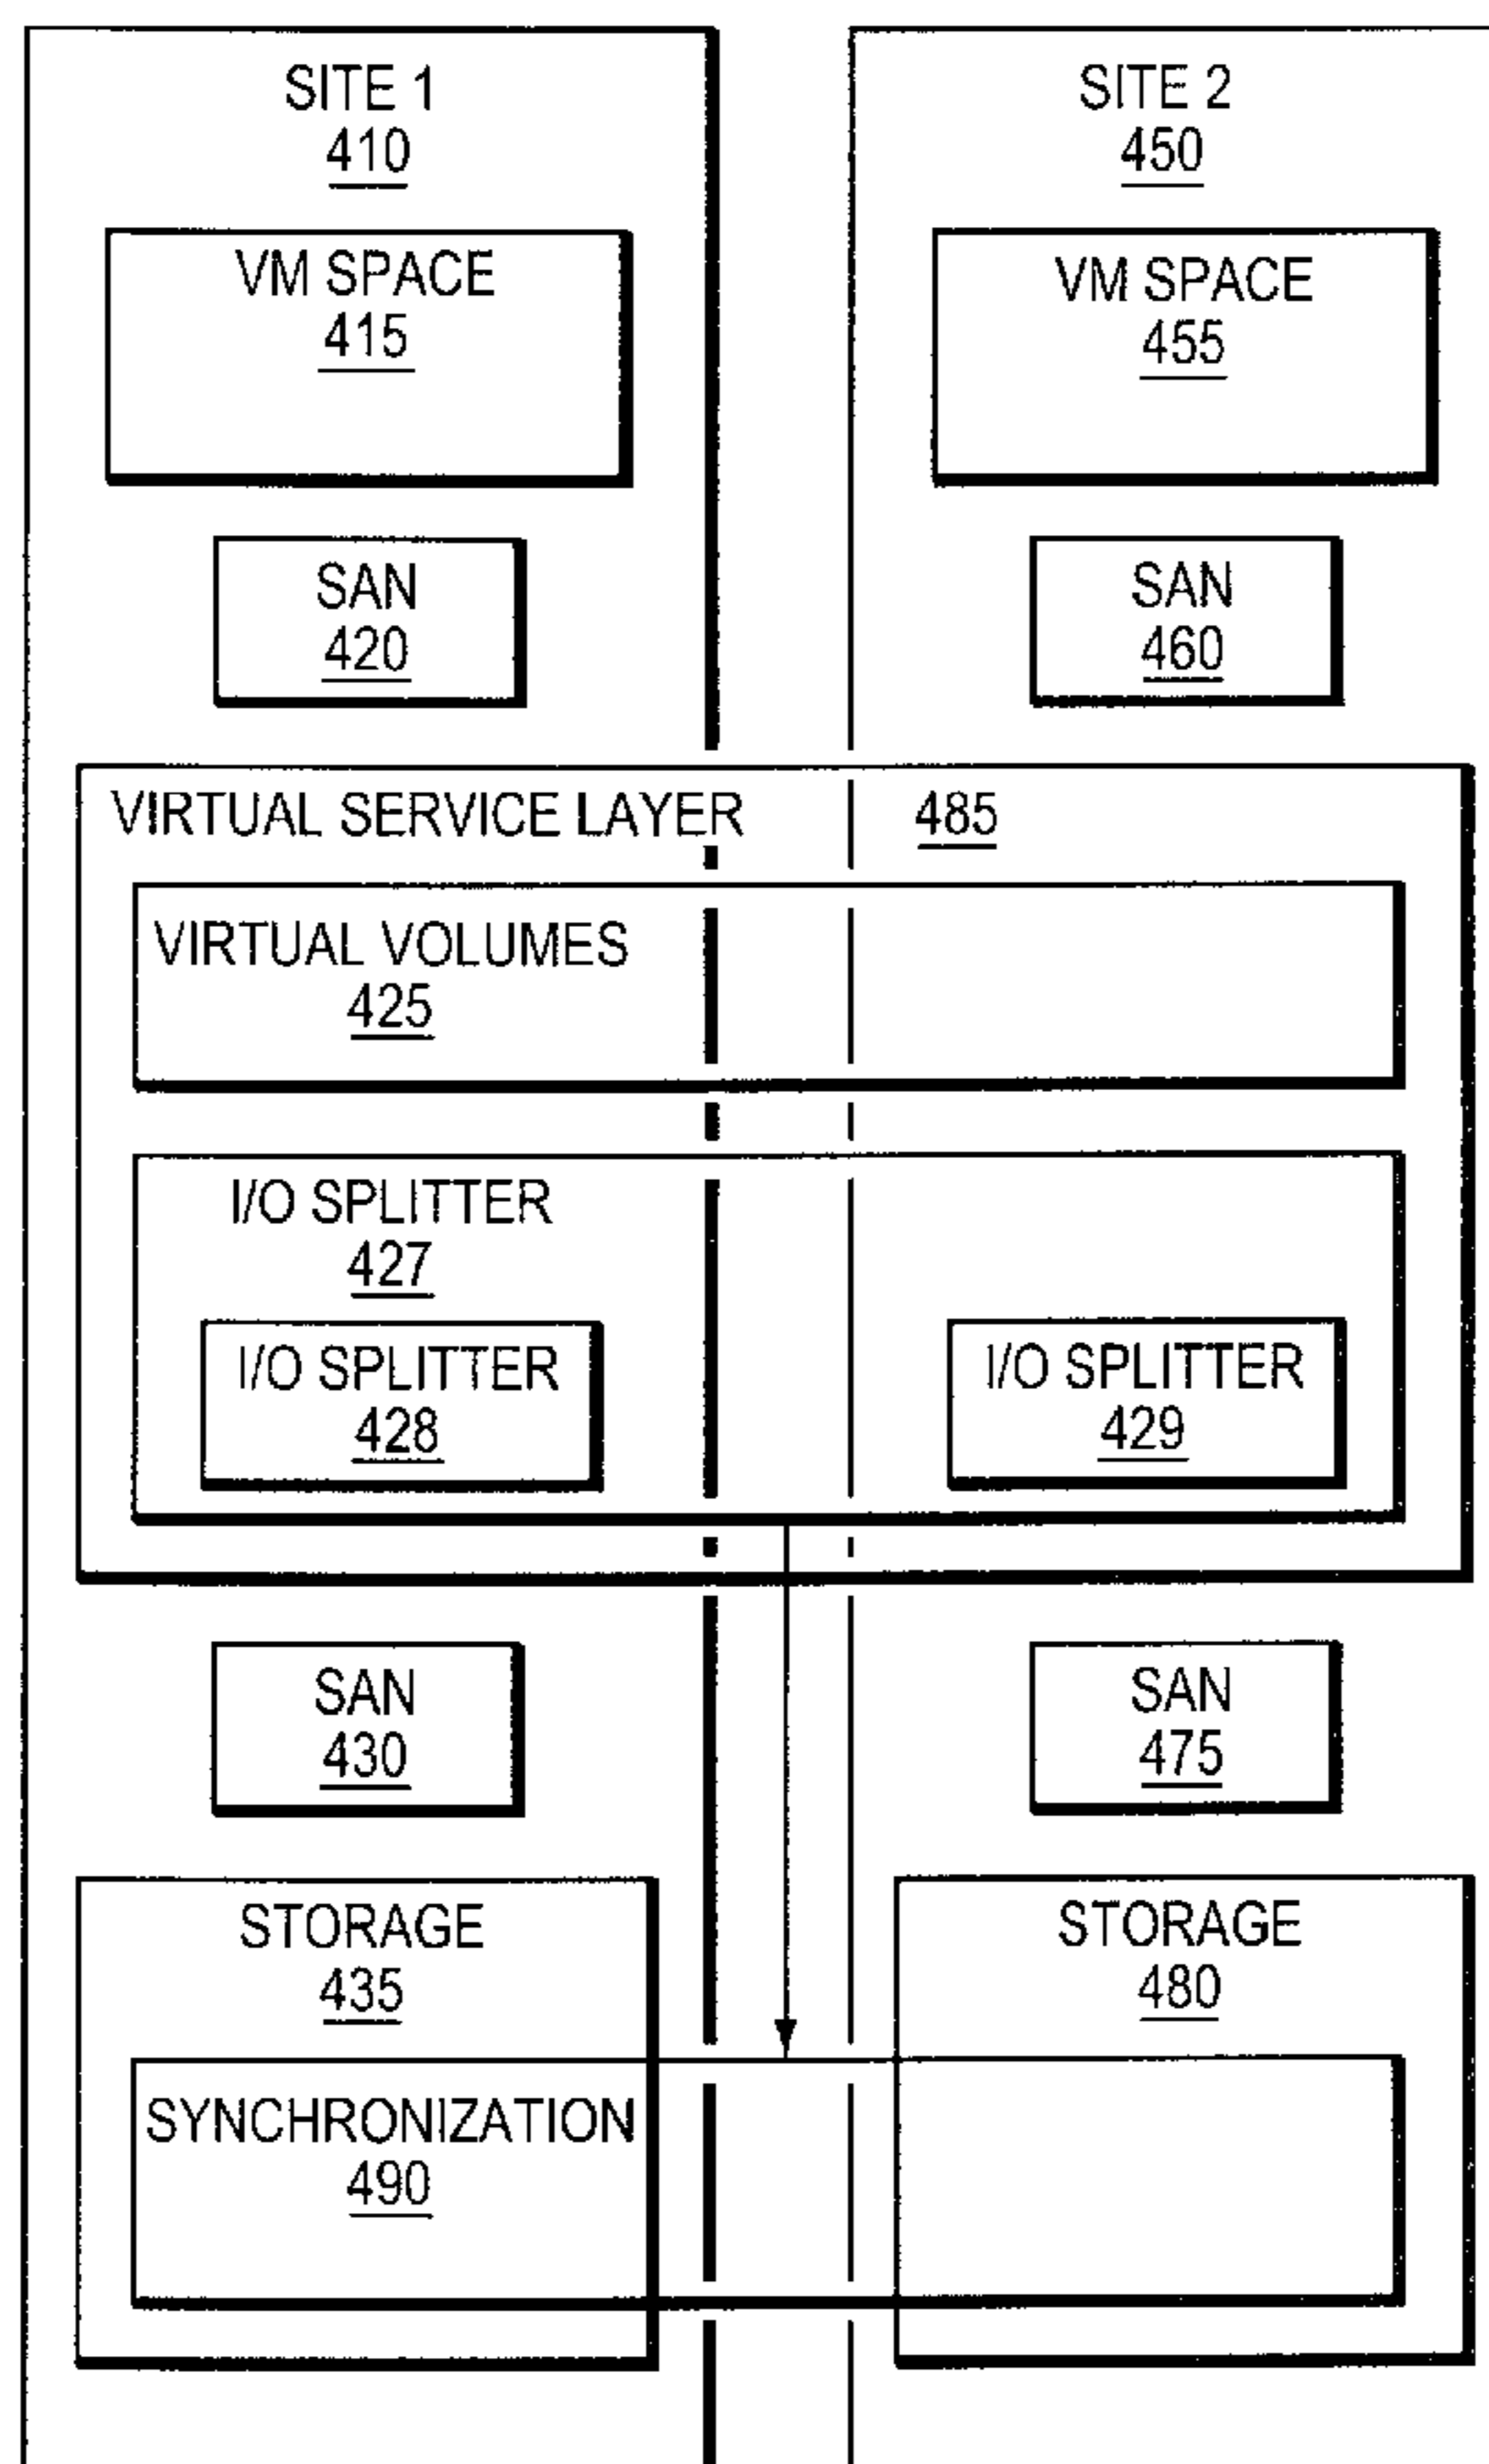 SITE 1
410
SITE 2
450
VM SPACE
415
VM SPACE
455
SAN
420
SAN
460
VIRTUAL SERVICE LAYER 485
VIRTUAL VOLUMES
425
I/O SPLITTER
427
I/O SPLITTER
428
I/O SPLITTER
429
SAN
430
SAN
475
STORAGE
435
STORAGE
480
SYNCHRONIZATION
490